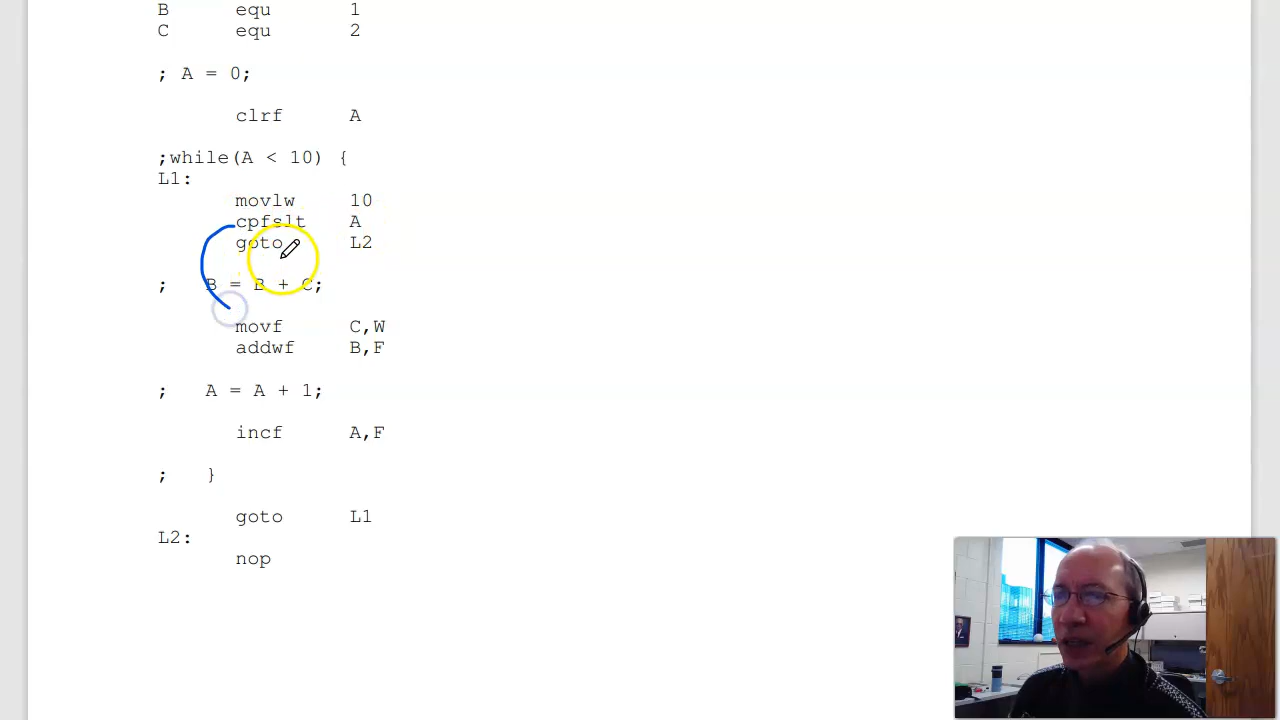 B equ 1
C equ 2
; A = 0;
clrf A
;while(A < 10) {
L1:
movlw 10
cpfslt A
goto L2
; B = B + C;
movf C,W
addwf B,F
; A = A + 1;
incf A,F
; }
goto L1
L2:
nop